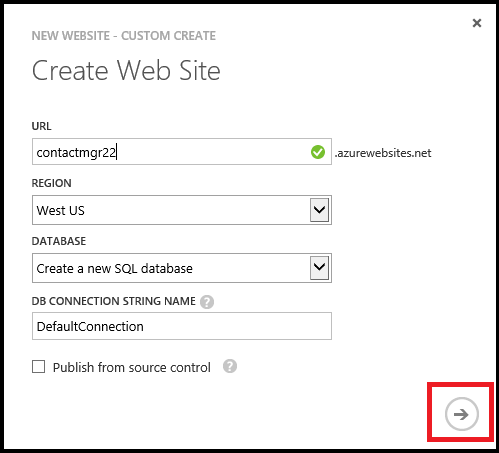 NEW WEBSITE - CUSTOM CREATE
Create Web Site
URL
contactmgr22 .azurewebsites.net
REGION
West US
DATABASE
Create a new SQL database
DB CONNECTION STRING NAME ?
DefaultConnection
Publish from source control ?